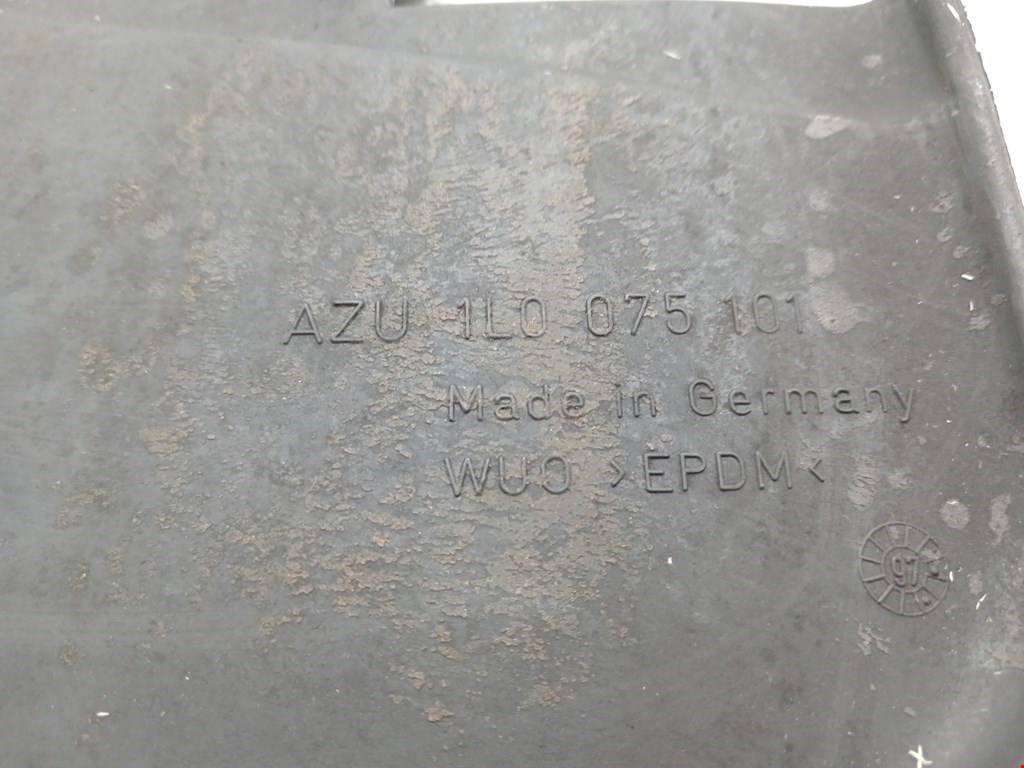 AZU 1L0 075 101
Made in Germany
WUO >EPDM<
97